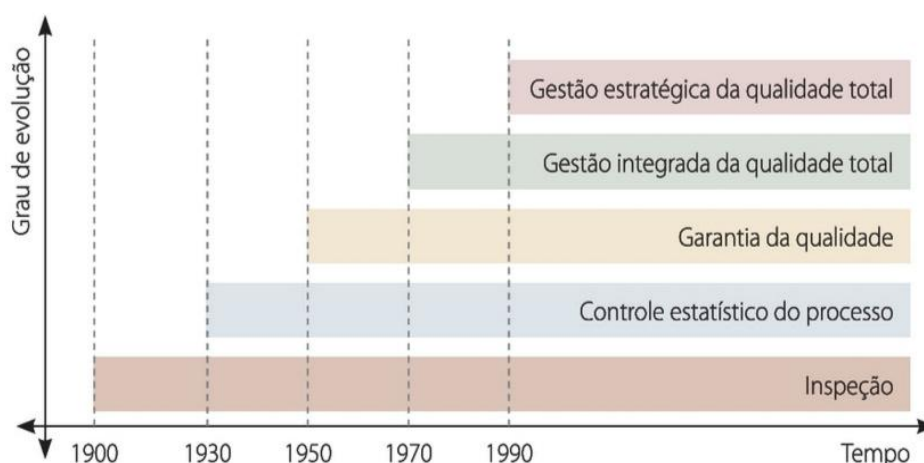 Grau de evolução
Gestão estratégica da qualidade total
Gestão integrada da qualidade total
Garantia da qualidade
Controle estatístico do processo
Inspeção
1900 1930 1950 1970 1990 Tempo